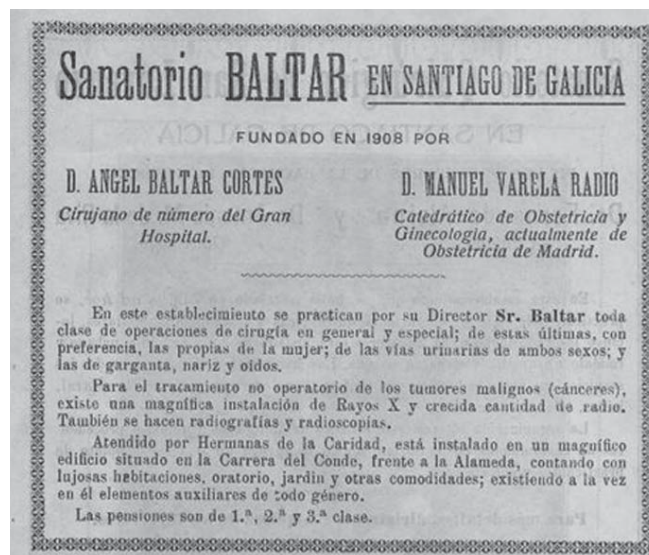 Sanatorio BALTAR EN SANTIAGO DE GALICIA
FUNDADO EN 1908 POR
D. ANGEL BALTAR CORTES
Cirujano de número del Gran
Hospital.
D. MANUEL VARELA RADIO
Catedrático de Obstetricia y
Ginecología, actualmente de
Obstetricia de Madrid.
En este establecimiento se practican por su Director Sr. Baltar toda
clase de operaciones de cirugía en general y especial; de estas últimas, con
preferencia, las propias de la mujer; de las vías urinarias de ambos sexos; y
las de garganta, nariz y oídos.
Para el tratamiento no operatorio de los tumores malignos (cánceres),
existe una magnífica instalación de Rayos X y crecida cantidad de radio.
También se hacen radiografías y radioscopias.
Atendido por Hermanas de la Caridad, está instalado en un magnífico
edificio situado en la Carrera del Conde, frente a la Alameda, contando con
lujosas habitaciones, oratorio, jardín y otras comodidades; existiendo a la vez
en él elementos auxiliares de todo género.
Las pensiones son de 1.ª, 2.ª y 3.ª clase.